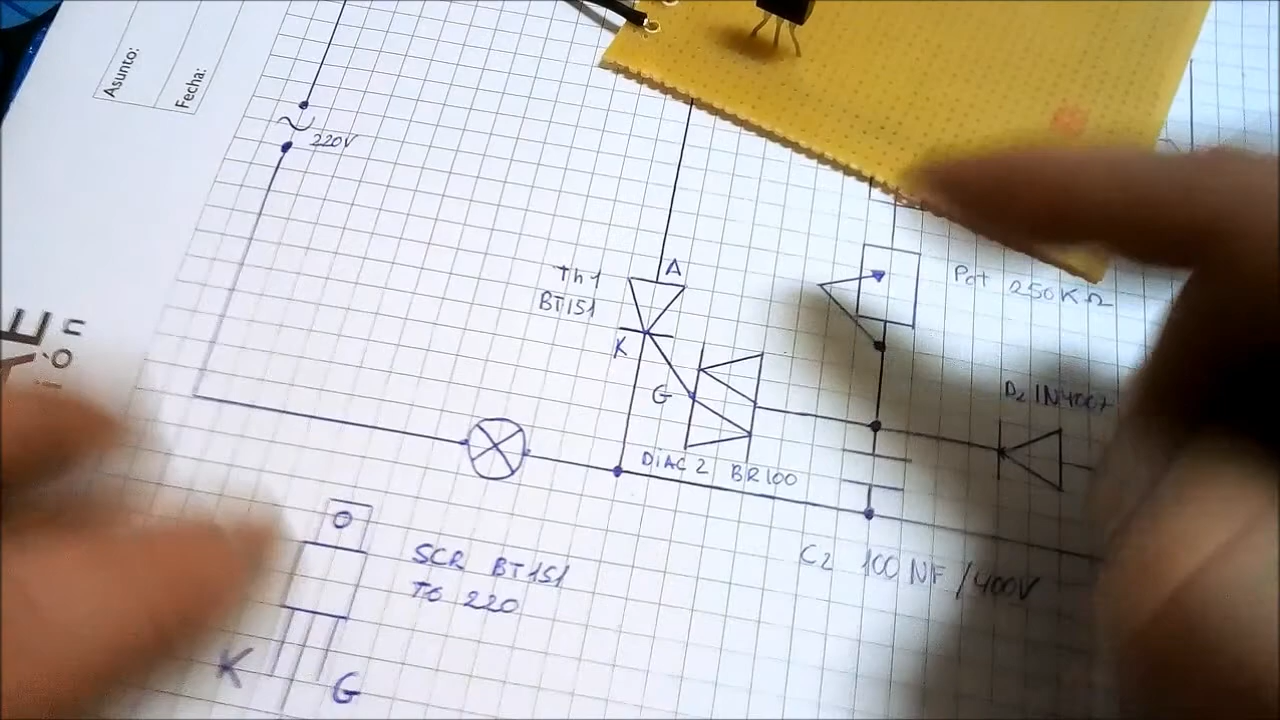 Asunto:
Fecha:
220V
A
Th1
BT151
K
G
Pot 250KΩ
D2 1N4007
DIAC 2 BR100
C2 100 NF /400V
SCR BT151
TO 220
K
G